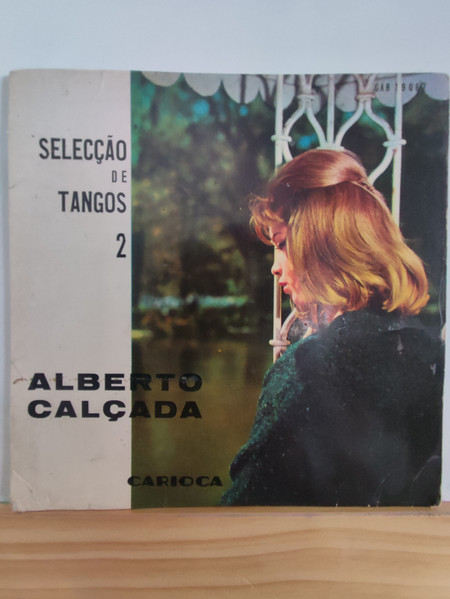 SELECÇÃO
DE
TANGOS
2
ALBERTO
CALÇADA
CARIOCA